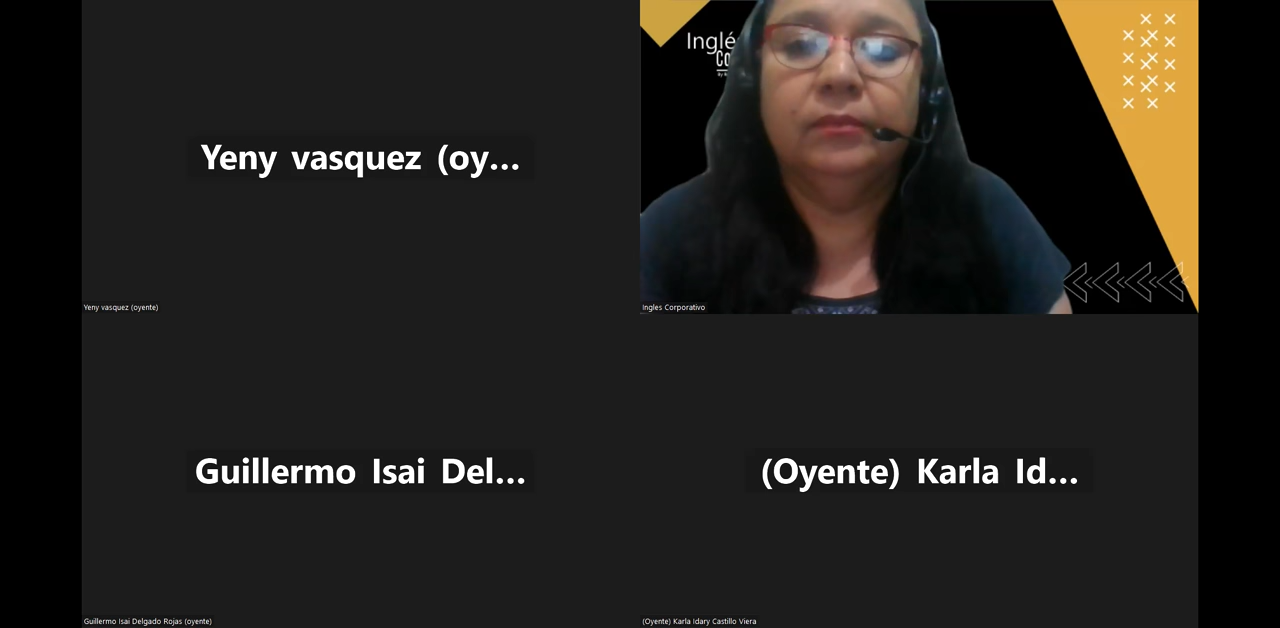 Yeny vasquez (oy...
Yeny vasquez (oyente)
Inglé
Co
Ingles Corporativo
Guillermo Isai Del...
Guillermo Isai Delgado Rojas (oyente)
(Oyente) Karla Id...
(Oyente) Karla Idary Castillo Viera